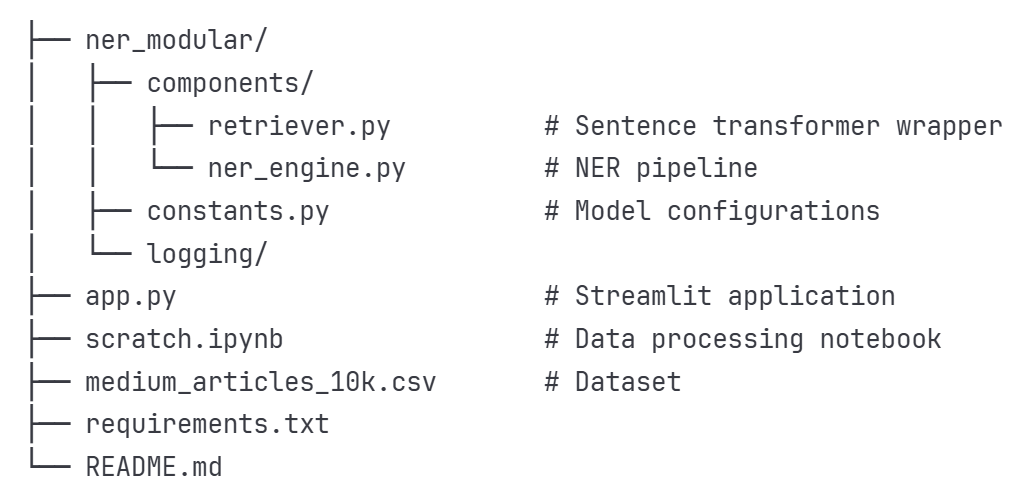 ├── ner_modular/
│   ├── components/
│   │   ├── retriever.py          # Sentence transformer wrapper
│   │   └── ner_engine.py         # NER pipeline
│   ├── constants.py              # Model configurations
│   └── logging/
├── app.py                        # Streamlit application
├── scratch.ipynb                 # Data processing notebook
├── medium_articles_10k.csv       # Dataset
├── requirements.txt
└── README.md